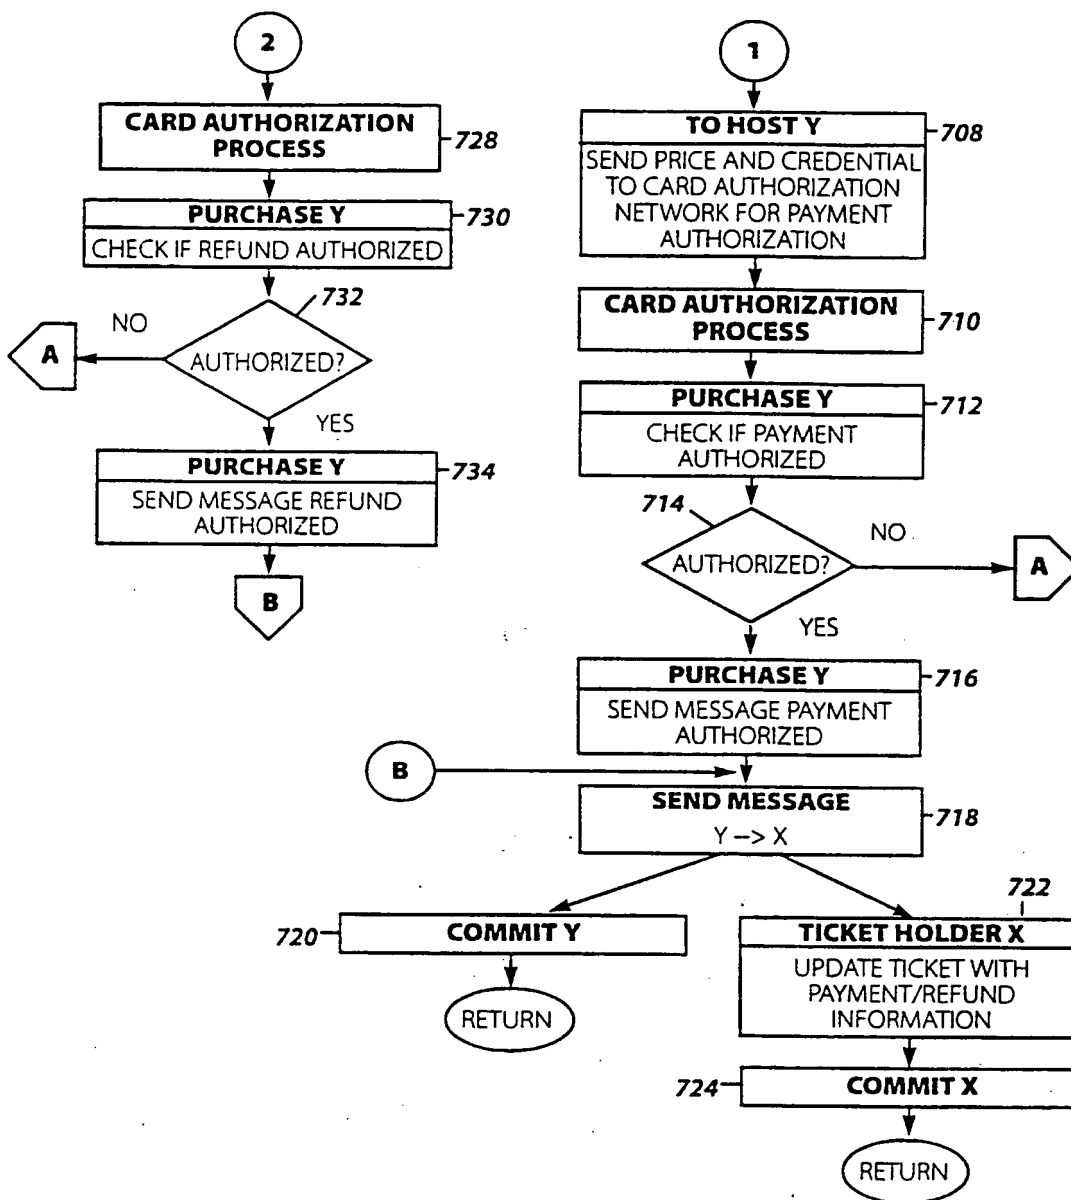 2
CARD AUTHORIZATION
PROCESS
728
PURCHASE Y
730
CHECK IF REFUND AUTHORIZED
732
NO
A
AUTHORIZED?
YES
PURCHASE Y
734
SEND MESSAGE REFUND
AUTHORIZED
B
1
TO HOST Y
708
SEND PRICE AND CREDENTIAL
TO CARD AUTHORIZATION
NETWORK FOR PAYMENT
AUTHORIZATION
CARD AUTHORIZATION
PROCESS
710
PURCHASE Y
712
CHECK IF PAYMENT
AUTHORIZED
714
NO
AUTHORIZED?
A
YES
PURCHASE Y
716
SEND MESSAGE PAYMENT
AUTHORIZED
B
SEND MESSAGE
718
Y --> X
720
COMMIT Y
RETURN
722
TICKET HOLDER X
UPDATE TICKET WITH
PAYMENT/REFUND
INFORMATION
724
COMMIT X
RETURN